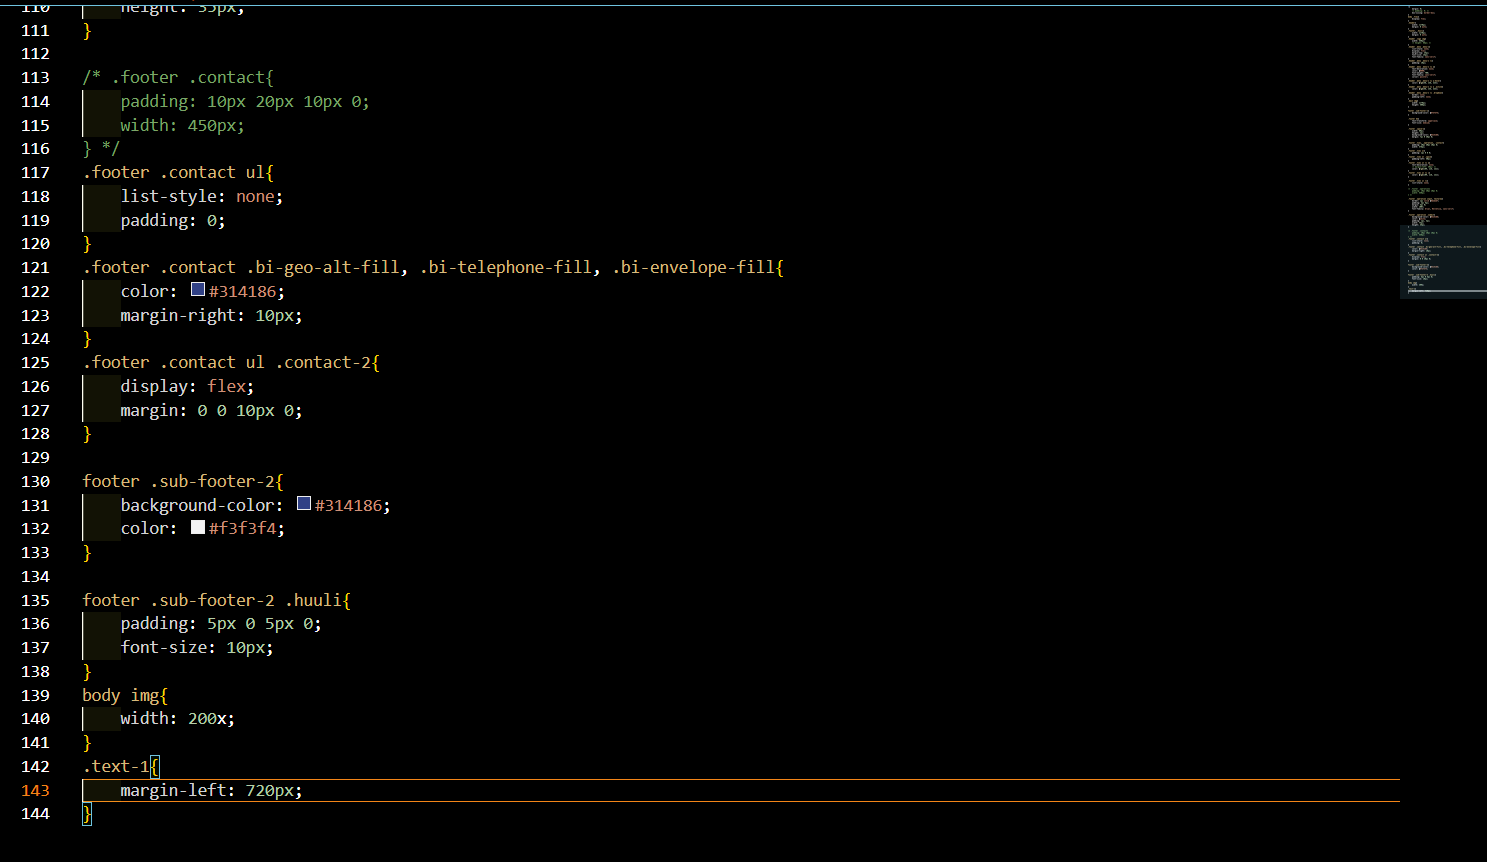 110 height: 35px;
111 }
112
113 /* .footer .contact{
114 padding: 10px 20px 10px 0;
115 width: 450px;
116 } */
117 .footer .contact ul{
118 list-style: none;
119 padding: 0;
120 }
121 .footer .contact .bi-geo-alt-fill, .bi-telephone-fill, .bi-envelope-fill{
122 color: #314186;
123 margin-right: 10px;
124 }
125 .footer .contact ul .contact-2{
126 display: flex;
127 margin: 0 0 10px 0;
128 }
129
130 footer .sub-footer-2{
131 background-color: #314186;
132 color: #f3f3f4;
133 }
134
135 footer .sub-footer-2 .huuli{
136 padding: 5px 0 5px 0;
137 font-size: 10px;
138 }
139 body img{
140 width: 200x;
141 }
142 .text-1{
143 margin-left: 720px;
144 }